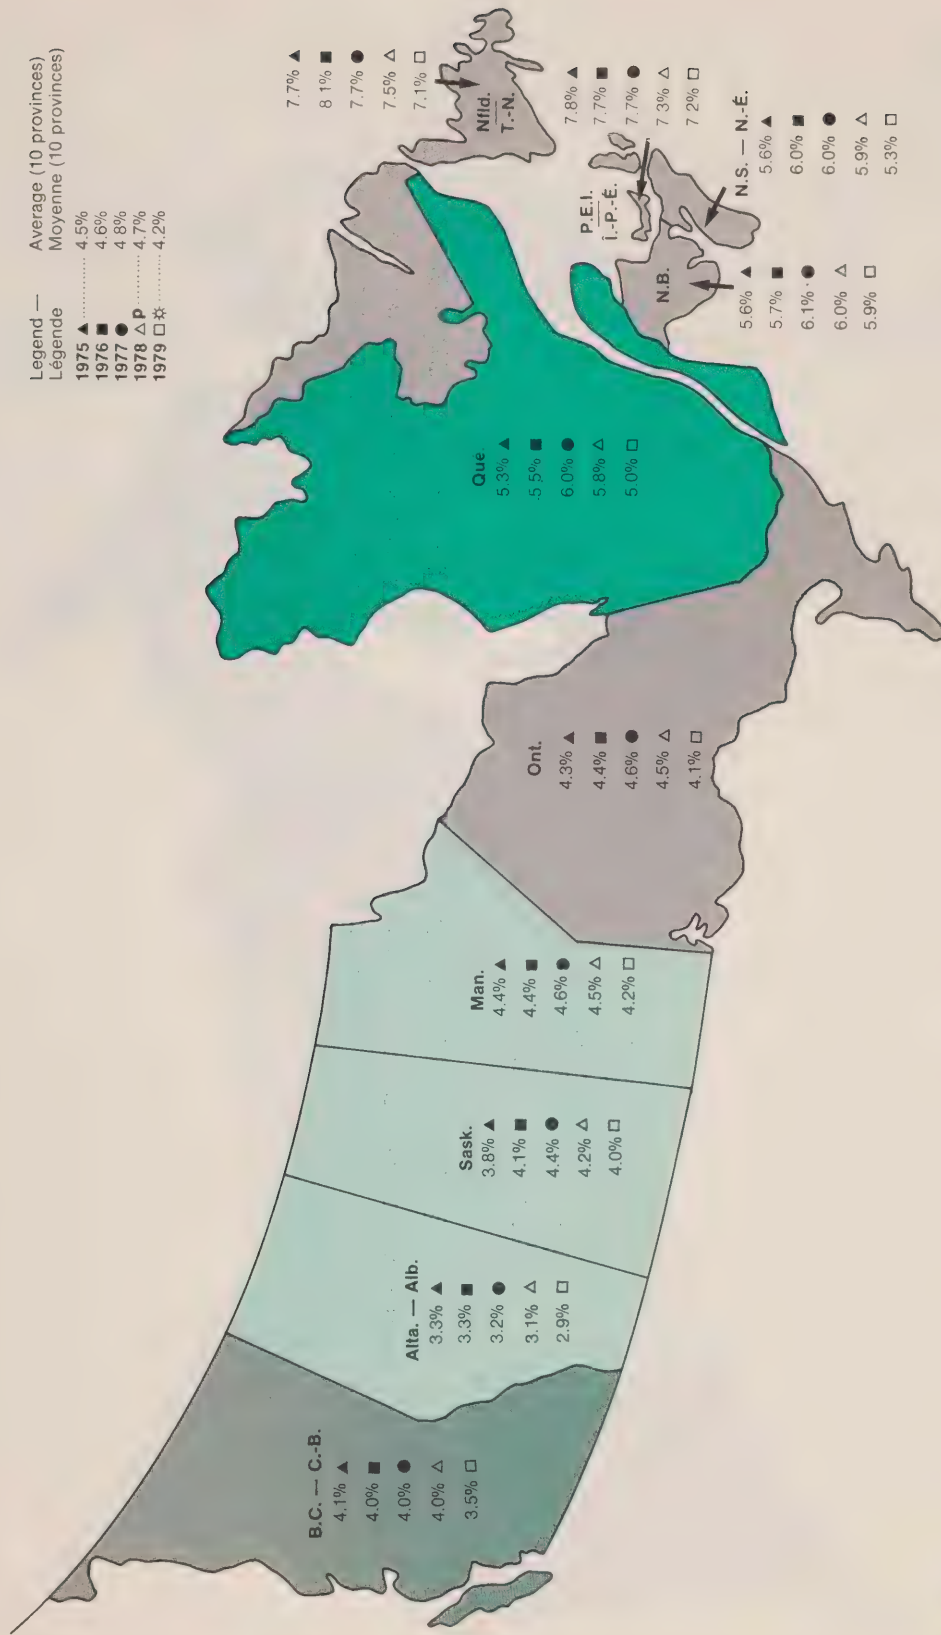 Legend — Average (10 provinces)
Légende Moyenne (10 provinces)
1975 ▲ ............ 4.5%
1976 ■ 4.6%
1977 ● 4.8%
1978 △ p .......... 4.7%
1979 □☼ .......... 4.2%
B.C. — C.-B.
4.1% ▲
4.0% ■
4.0% ●
4.0% △
3.5% □
Alta. — Alb.
3.3% ▲
3.3% ■
3.2% ●
3.1% △
2.9% □
Sask.
3.8% ▲
4.1% ■
4.4% ●
4.2% △
4.0% □
Man.
4.4% ▲
4.4% ■
4.6% ●
4.5% △
4.2% □
Ont.
4.3% ▲
4.4% ■
4.6% ●
4.5% △
4.1% □
Qué.
5.3% ▲
5.5% ■
6.0% ●
5.8% △
5.0% □
N.B.
5.6% ▲
5.7% ■
6.1% ●
6.0% △
5.9% □
N.S. — N.-É.
5.6% ▲
6.0% ■
6.0% ●
5.9% △
5.3% □
P.E.I.
Î.-P.-É.
7.8% ▲
7.7% ■
7.7% ●
7.3% △
7.2% □
Nfld.
T.-N.
7.7% ▲
8 1% ■
7.7% ●
7.5% △
7.1% □